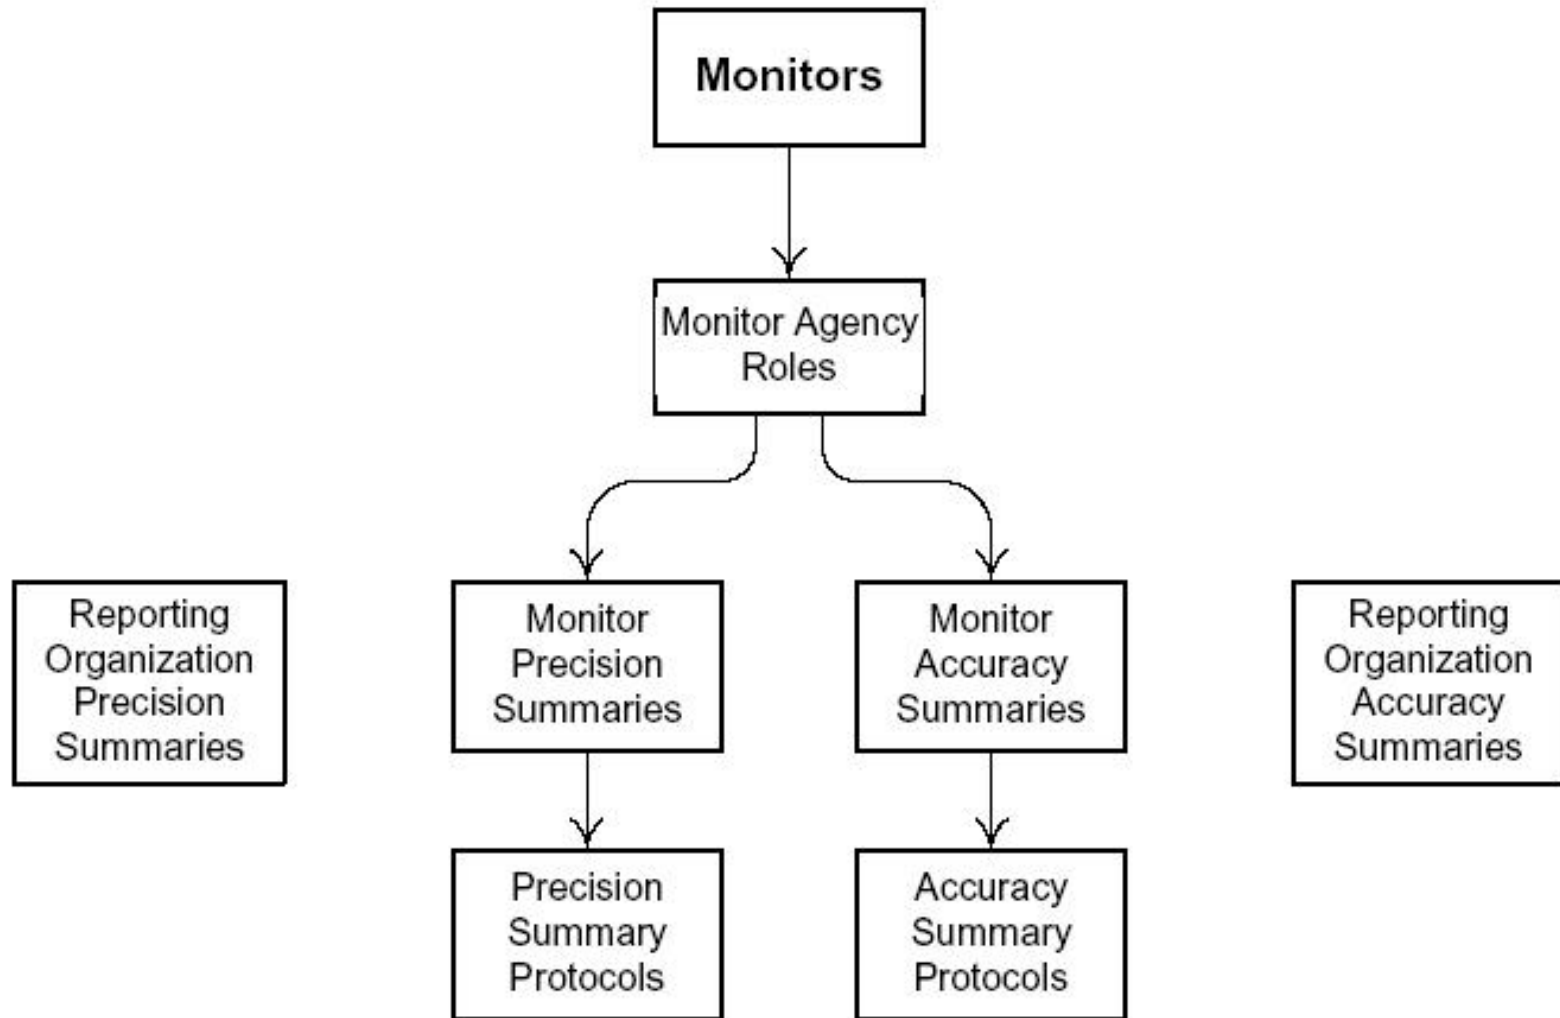 Monitors
Monitor Agency
Roles
Reporting
Organization
Precision
Summaries
Monitor
Precision
Summaries
Monitor
Accuracy
Summaries
Reporting
Organization
Accuracy
Summaries
Precision
Summary
Protocols
Accuracy
Summary
Protocols